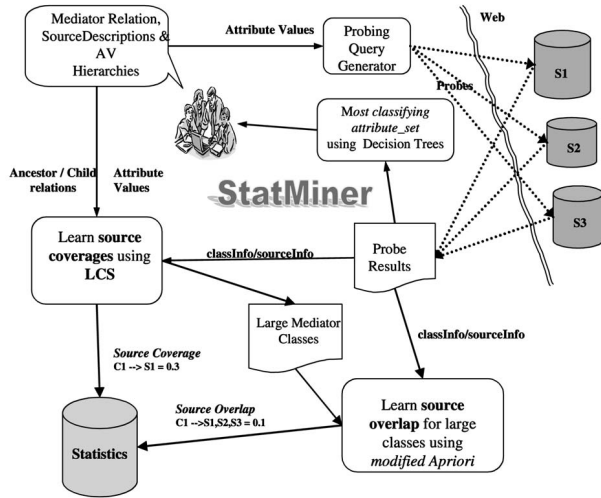 Mediator Relation,
SourceDescriptions &
AV
Hierarchies
Attribute Values
Probing
Query
Generator
Web
S1
Probes
S2
S3
Most classifying
attribute_set
using Decision Trees
Ancestor / Child
relations
Attribute
Values
StatMiner
Learn source
coverages using
LCS
classInfo/sourceInfo
Probe
Results
Large Mediator
Classes
classInfo/sourceInfo
Source Coverage
C1 --> S1 = 0.3
Source Overlap
C1 -->S1,S2,S3 = 0.1
Statistics
Learn source
overlap for large
classes using
modified Apriori